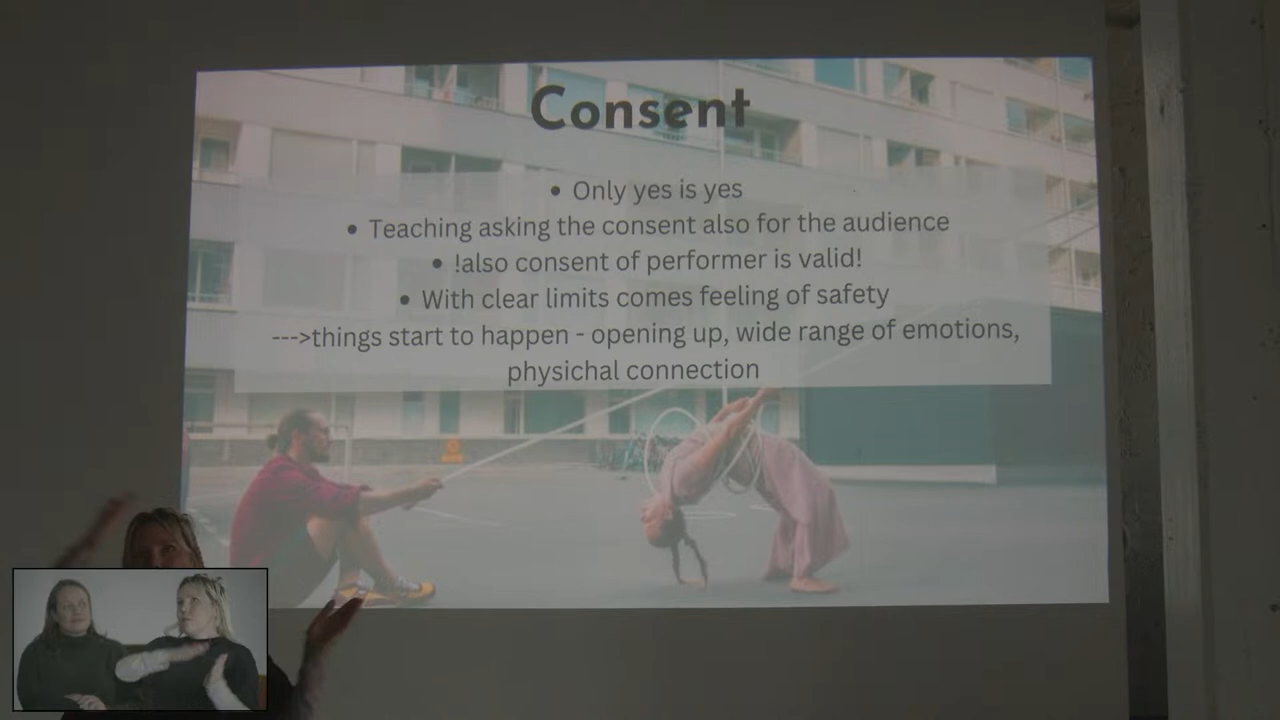 Consent
• Only yes is yes
• Teaching asking the consent also for the audience
• !also consent of performer is valid!
• With clear limits comes feeling of safety
--->things start to happen - opening up, wide range of emotions,
physichal connection